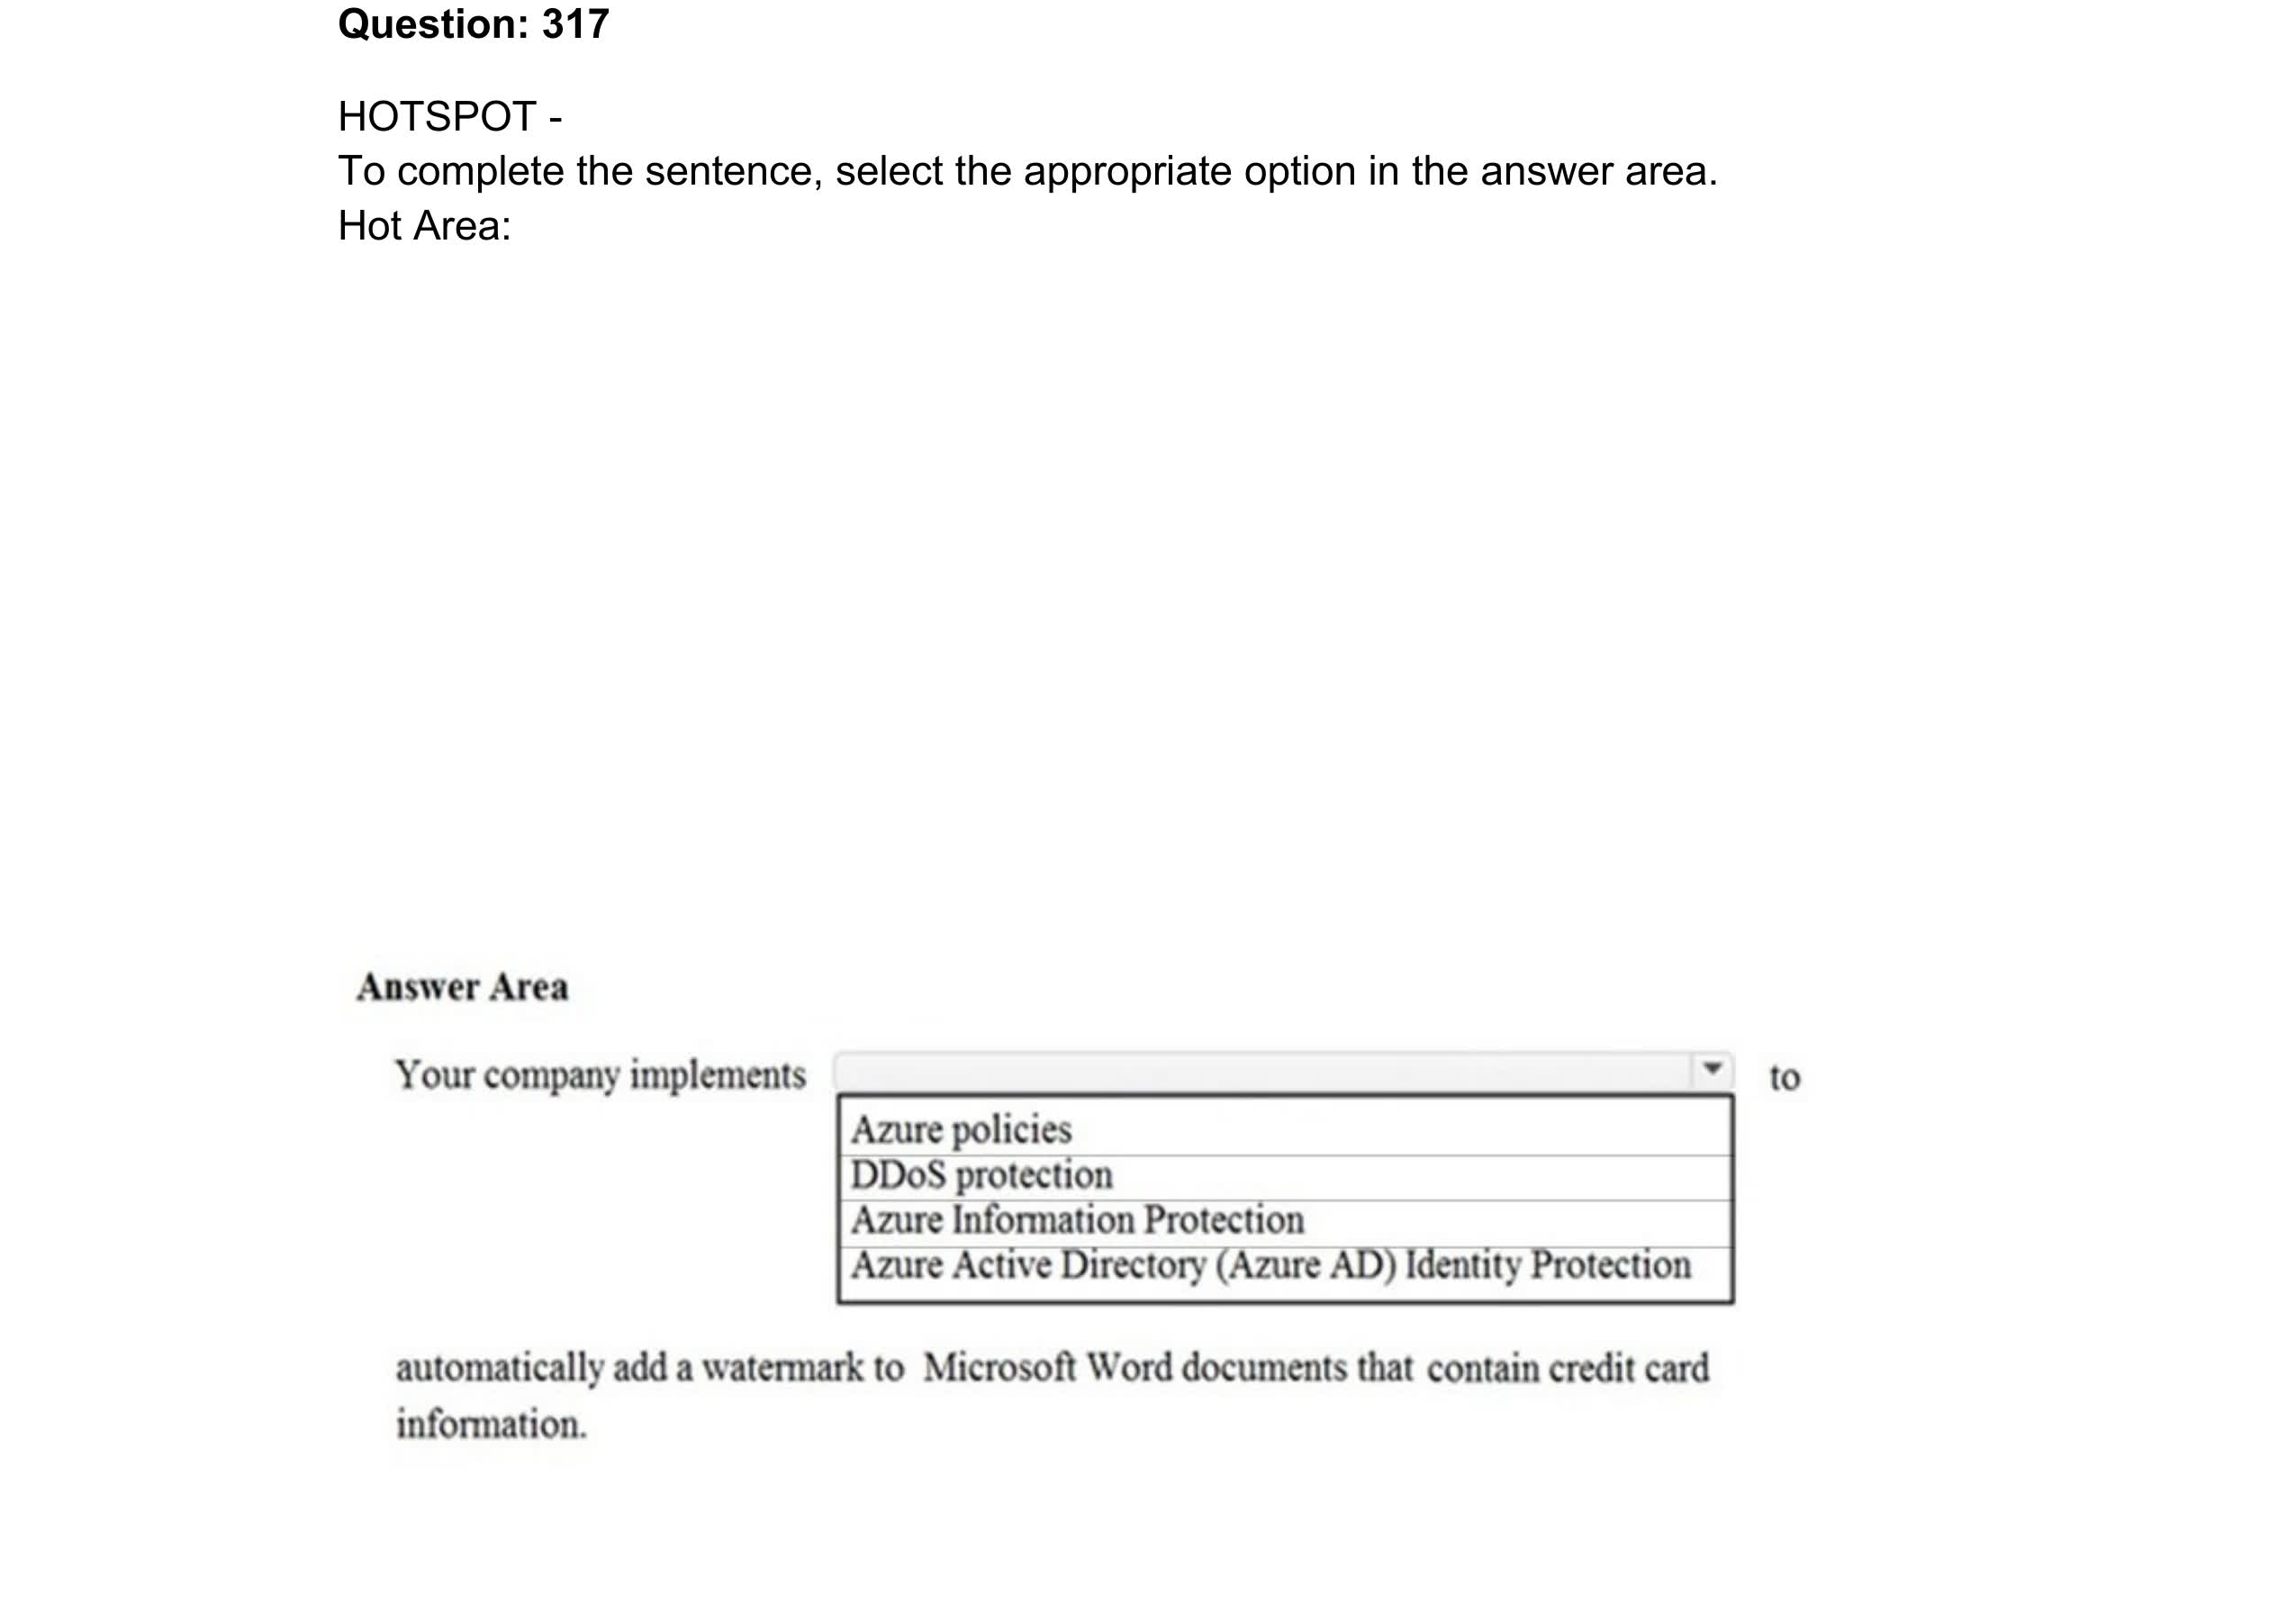 Question: 317
HOTSPOT -
To complete the sentence, select the appropriate option in the answer area.
Hot Area:
Answer Area
Your company implements to
Azure policies
DDoS protection
Azure Information Protection
Azure Active Directory (Azure AD) Identity Protection
automatically add a watermark to Microsoft Word documents that contain credit card
information.